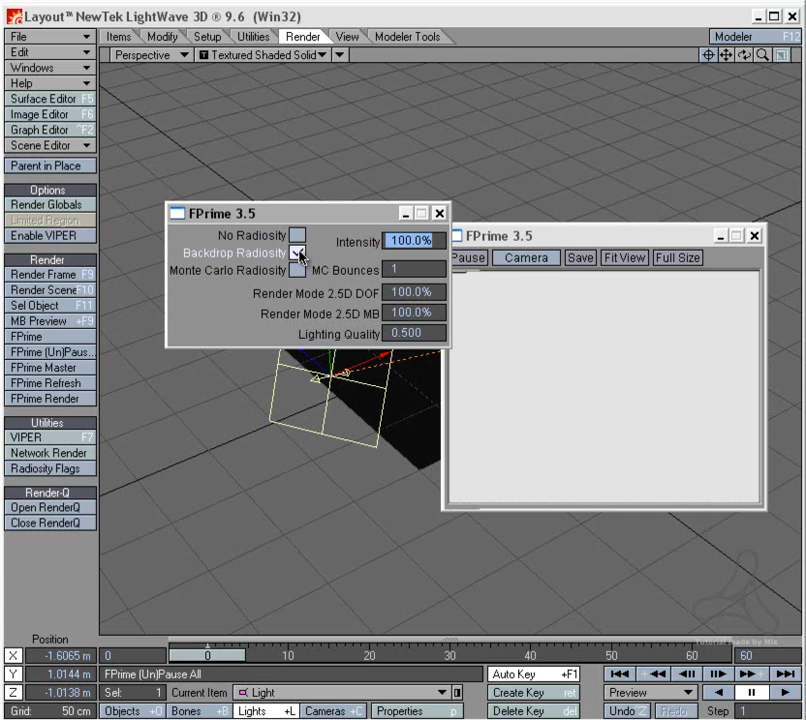 Layout™ NewTek LightWave 3D ® 9.6 (Win32)
File Items Modify Setup Utilities Render View Modeler Tools Modeler F12
Edit Perspective Textured Shaded Solid
Windows
Help
Surface Editor F5
Image Editor F6
Graph Editor ^F2
Scene Editor
Parent in Place
Options
Render Globals
Limited Region
Enable VIPER
Render
Render Frame F9
Render Scene F10
Sel Object F11
MB Preview +F9
FPrime
FPrime (Un)Paus...
FPrime Master
FPrime Refresh
FPrime Render
Utilities
VIPER F7
Network Render
Radiosity Flags
Render-Q
Open RenderQ
Close RenderQ
FPrime 3.5
No Radiosity Intensity 100.0%
Backdrop Radiosity
Monte Carlo Radiosity MC Bounces 1
Render Mode 2.5D DOF 100.0%
Render Mode 2.5D MB 100.0%
Lighting Quality 0.500
FPrime 3.5
Pause Camera Save Fit View Full Size
Tutorial made by Mix
Position
X -1.6065 m 0 0 10 20 30 40 50 60 60
Y 1.0144 m FPrime (Un)Pause All Auto Key +F1
Z -1.0138 m Sel: 1 Current Item Light Create Key ret Preview
Grid: 50 cm Objects +O Bones +B Lights +L Cameras +C Properties p Delete Key del Undo Z Redo Step 1